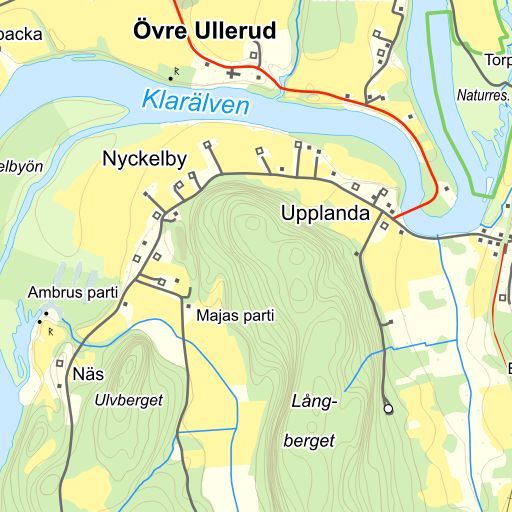 Övre Ullerud
backa
Torp
Klarälven
Naturres.
Nyckelby
elbyön
Upplanda
Ambrus parti
Majas parti
Näs
Ulvberget
Lång-
berget